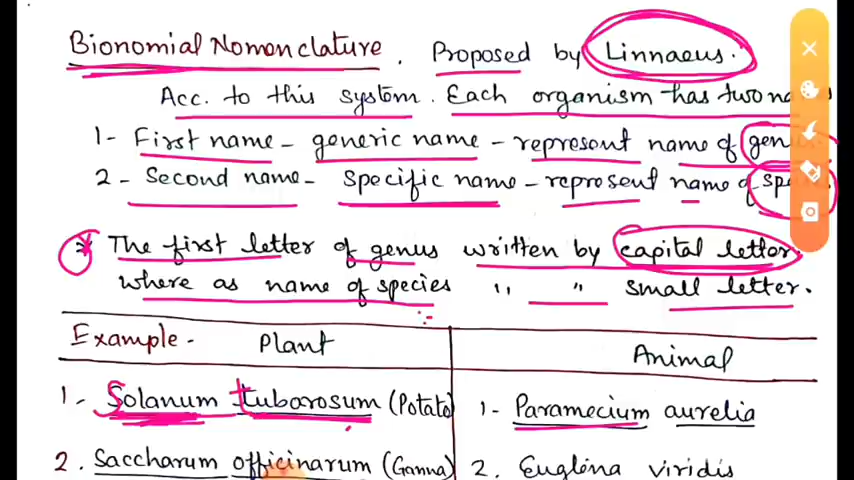 Bionomial Nomenclature. Proposed by Linnaeus.
Acc. to this system. Each organism has two
1- First name - generic name - represent name of
2 - Second name - Specific name - represent name of
* The first letter of genus written by capital letter.
where as name of species " " small letter.
Example - Plant Animal
1- Solanum tuborosum (Potato) 1- Paramecium aurelia
2. Saccharum officinarum (Ganna) 2. Euglena viridis